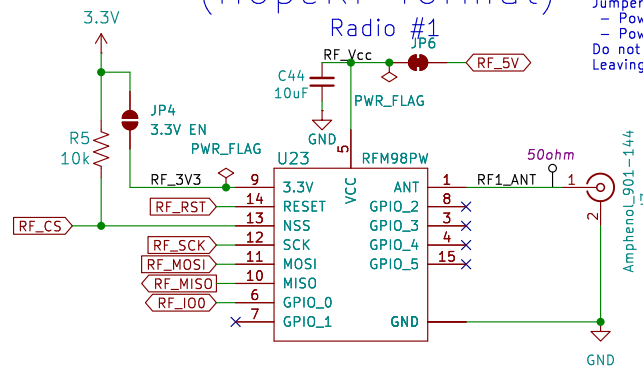 (HopeRF format)
Radio #1
Jumper
– Pow
– Pow
Do not
Leaving
3.3V
RF_Vcc
JP6
RF_5V
C44
10uF
PWR_FLAG
GND
JP4
3.3V EN
PWR_FLAG
R5
10k
U23
RFM98PW
5
VCC
50ohm
Amphenol_901-144
RF_3V3
9
3.3V
ANT
1
RF1_ANT
1
RF_RST
14
RESET
GPIO_2
8
2
RF_CS
13
NSS
GPIO_3
3
RF_SCK
12
SCK
GPIO_4
4
RF_MOSI
11
MOSI
GPIO_5
15
RF_MISO
10
MISO
RF_IO0
6
GPIO_0
7
GPIO_1
GND
GND